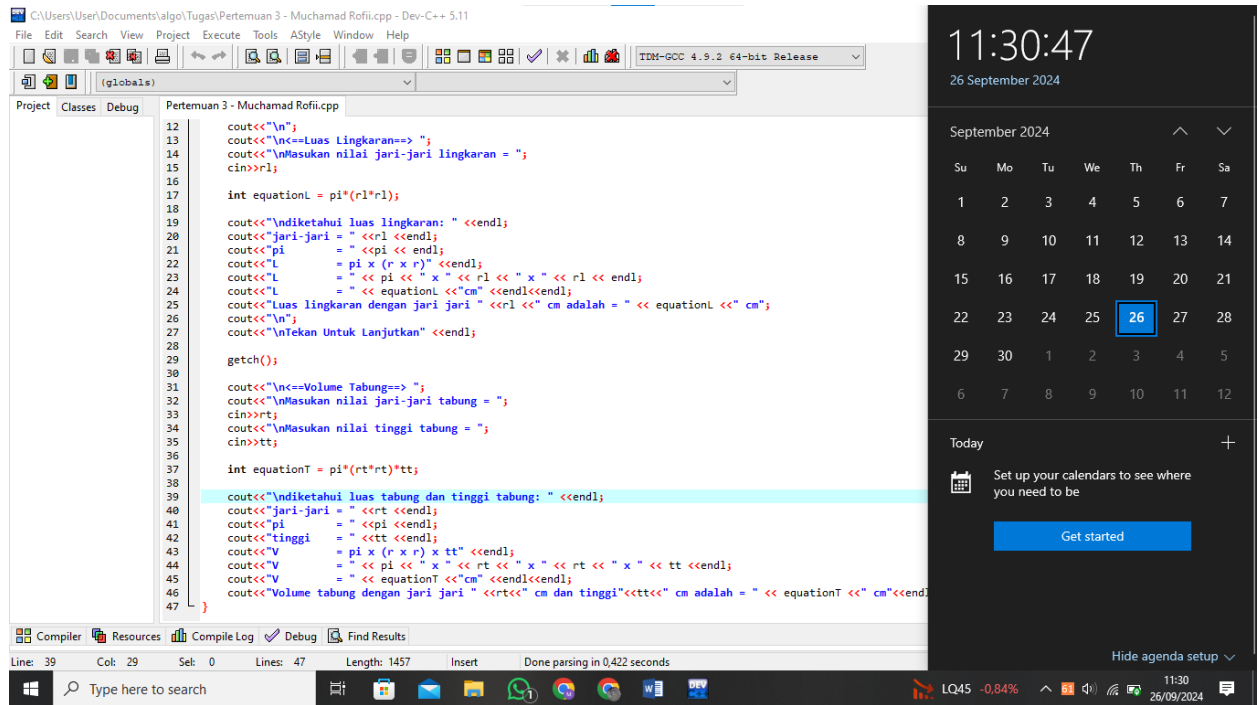 C:\Users\User\Documents\algo\Tugas\Pertemuan 3 - Muchamad Rofii.cpp - Dev-C++ 5.11
File Edit Search View Project Execute Tools AStyle Window Help
TDM-GCC 4.9.2 64-bit Release
(globals)
Project Classes Debug
Pertemuan 3 - Muchamad Rofii.cpp
12 cout<<"\n";
13 cout<<"\n<==Luas Lingkaran==> ";
14 cout<<"\nMasukan nilai jari-jari lingkaran = ";
15 cin>>rl;
16
17 int equationL = pi*(rl*rl);
18
19 cout<<"\ndiketahui luas lingkaran: " <<endl;
20 cout<<"jari-jari = " <<rl <<endl;
21 cout<<"pi        = " <<pi << endl;
22 cout<<"L         = pi x (r x r)" <<endl;
23 cout<<"L         = " << pi << " x " << rl << " x " << rl << endl;
24 cout<<"L         = " << equationL <<"cm" <<endl<<endl;
25 cout<<"Luas lingkaran dengan jari jari " <<rl <<" cm adalah = " << equationL <<" cm";
26 cout<<"\n";
27 cout<<"\nTekan Untuk Lanjutkan" <<endl;
28
29 getch();
30
31 cout<<"\n<==Volume Tabung==> ";
32 cout<<"\nMasukan nilai jari-jari tabung = ";
33 cin>>rt;
34 cout<<"\nMasukan nilai tinggi tabung = ";
35 cin>>tt;
36
37 int equationT = pi*(rt*rt)*tt;
38
39 cout<<"\ndiketahui luas tabung dan tinggi tabung: " <<endl;
40 cout<<"jari-jari = " <<rt <<endl;
41 cout<<"pi        = " <<pi <<endl;
42 cout<<"tinggi    = " <<tt <<endl;
43 cout<<"V         = pi x (r x r) x tt" <<endl;
44 cout<<"V         = " << pi << " x " << rt << " x " << rt << " x " << tt <<endl;
45 cout<<"V         = " << equationT <<"cm" <<endl<<endl;
46 cout<<"Volume tabung dengan jari jari " <<rt<<" cm dan tinggi"<<tt<<" cm adalah = " << equationT <<" cm"<<endl
47 }
Compiler Resources Compile Log Debug Find Results
Line: 39 Col: 29 Sel: 0 Lines: 47 Length: 1457 Insert Done parsing in 0,422 seconds
11:30:47
26 September 2024
September 2024
Su Mo Tu We Th Fr Sa
1 2 3 4 5 6 7
8 9 10 11 12 13 14
15 16 17 18 19 20 21
22 23 24 25 26 27 28
29 30 1 2 3 4 5
6 7 8 9 10 11 12
Today
Set up your calendars to see where
you need to be
Get started
Hide agenda setup
Type here to search
1
DEV
LQ45 -0,84%
61
11:30
26/09/2024